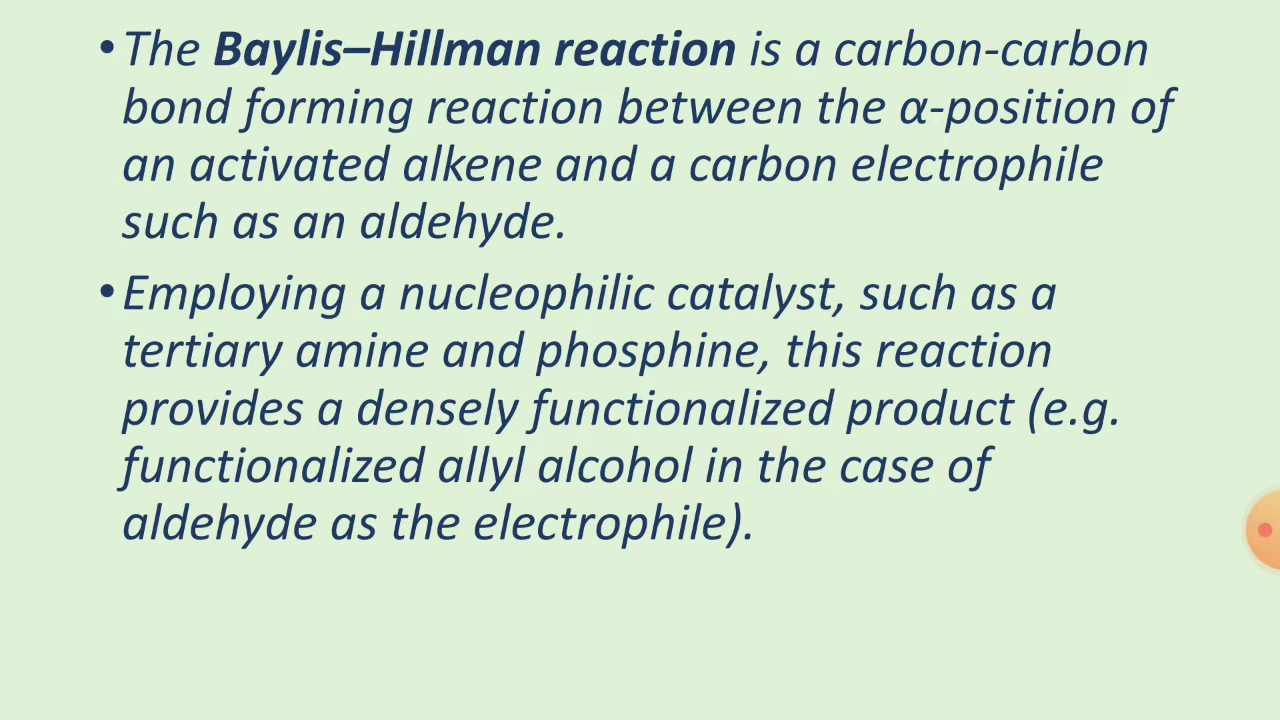 •The Baylis–Hillman reaction is a carbon-carbon
bond forming reaction between the α-position of
an activated alkene and a carbon electrophile
such as an aldehyde.
•Employing a nucleophilic catalyst, such as a
tertiary amine and phosphine, this reaction
provides a densely functionalized product (e.g.
functionalized allyl alcohol in the case of
aldehyde as the electrophile).